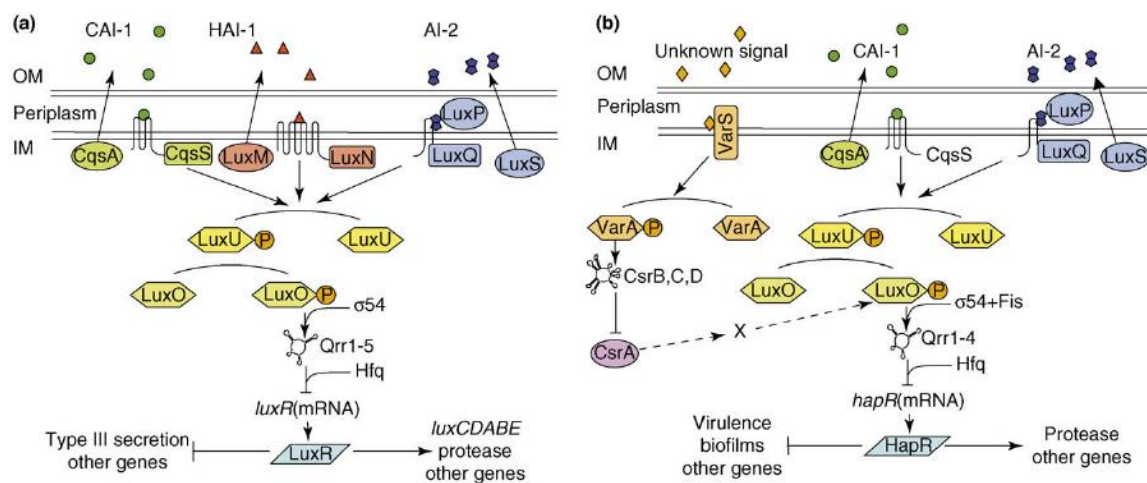 (a)
CAI-1
HAI-1
AI-2
OM
Periplasm
IM
CqsA
CqsS
LuxM
LuxN
LuxP
LuxQ
LuxS
LuxU
P
LuxU
LuxO
LuxO
P
σ54
Qrr1-5
Hfq
luxR(mRNA)
Type III secretion
other genes
LuxR
luxCDABE
protease
other genes
(b)
Unknown signal
CAI-1
AI-2
OM
Periplasm
IM
VarS
CqsA
CqsS
LuxP
LuxQ
LuxS
VarA
P
VarA
LuxU
P
LuxU
CsrB,C,D
LuxO
LuxO
P
σ54+Fis
CsrA
X
Qrr1-4
Hfq
hapR(mRNA)
Virulence
biofilms
other genes
HapR
Protease
other genes